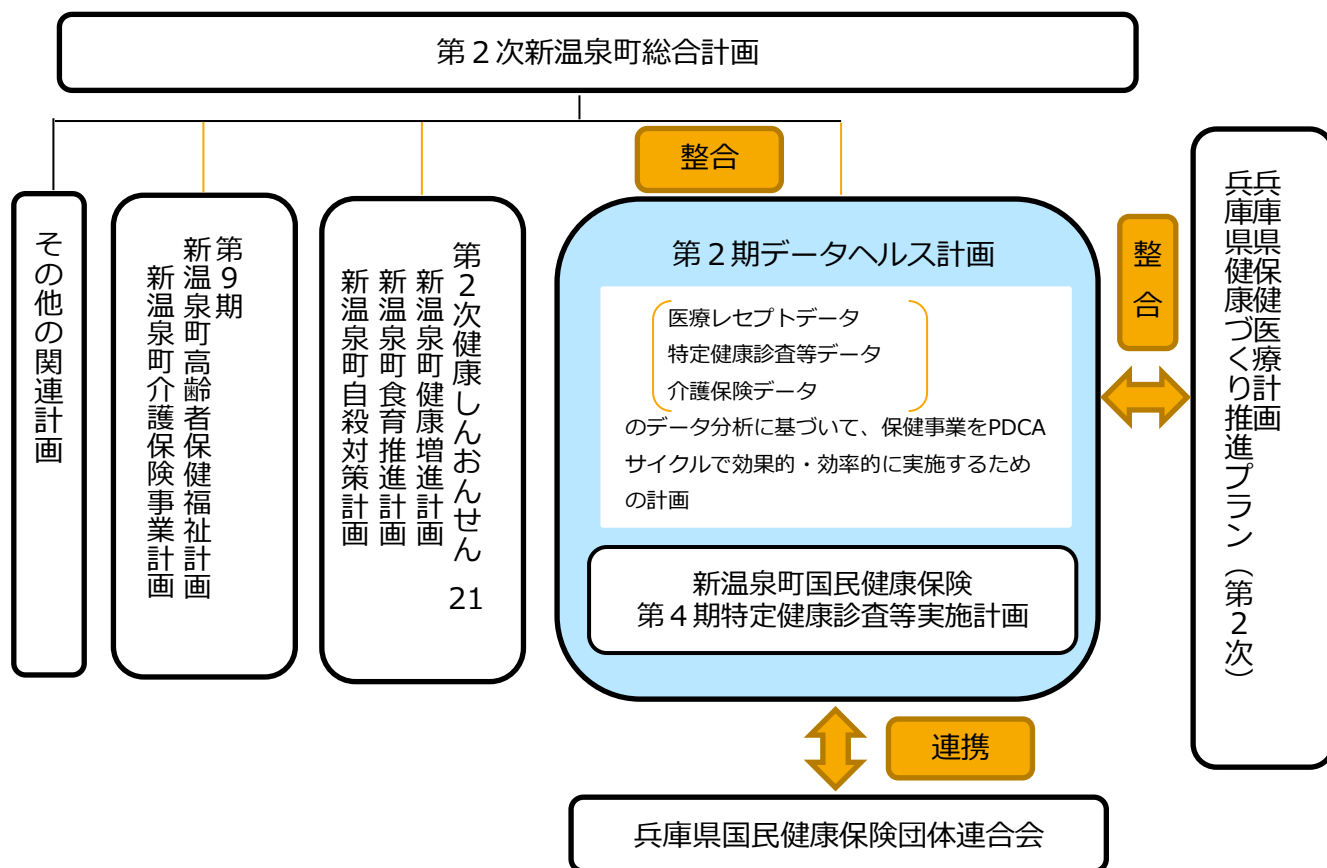 第２次新温泉町総合計画
整合
その他の関連計画
第９期
新温泉町高齢者保健福祉計画
新温泉町介護保険事業計画
第２次健康しんおんせん 21
新温泉町健康増進計画
新温泉町食育推進計画
新温泉町自殺対策計画
第２期データヘルス計画
医療レセプトデータ
特定健康診査等データ
介護保険データ
のデータ分析に基づいて、保健事業をPDCA
サイクルで効果的・効率的に実施するため
の計画
新温泉町国民健康保険
第４期特定健康診査等実施計画
整合
兵庫県保健医療計画
兵庫県健康づくり推進プラン（第２次）
連携
兵庫県国民健康保険団体連合会